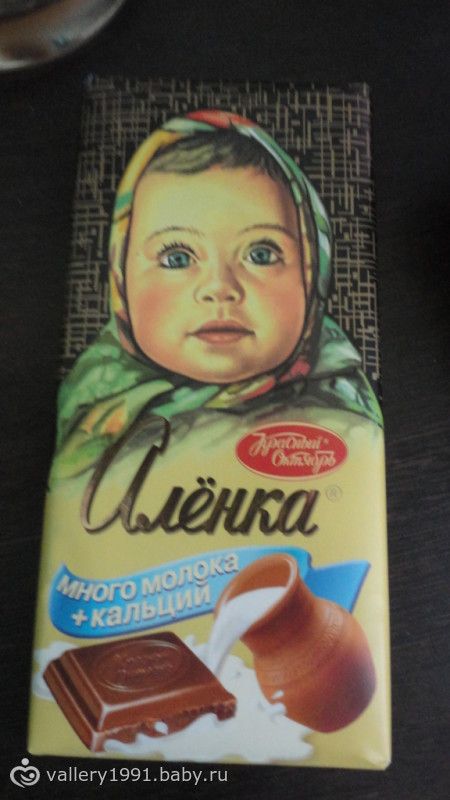 Красный
Октябрь
Алёнка®
МНОГО МОЛОКА
+КАЛЬЦИЙ
vallery1991.baby.ru